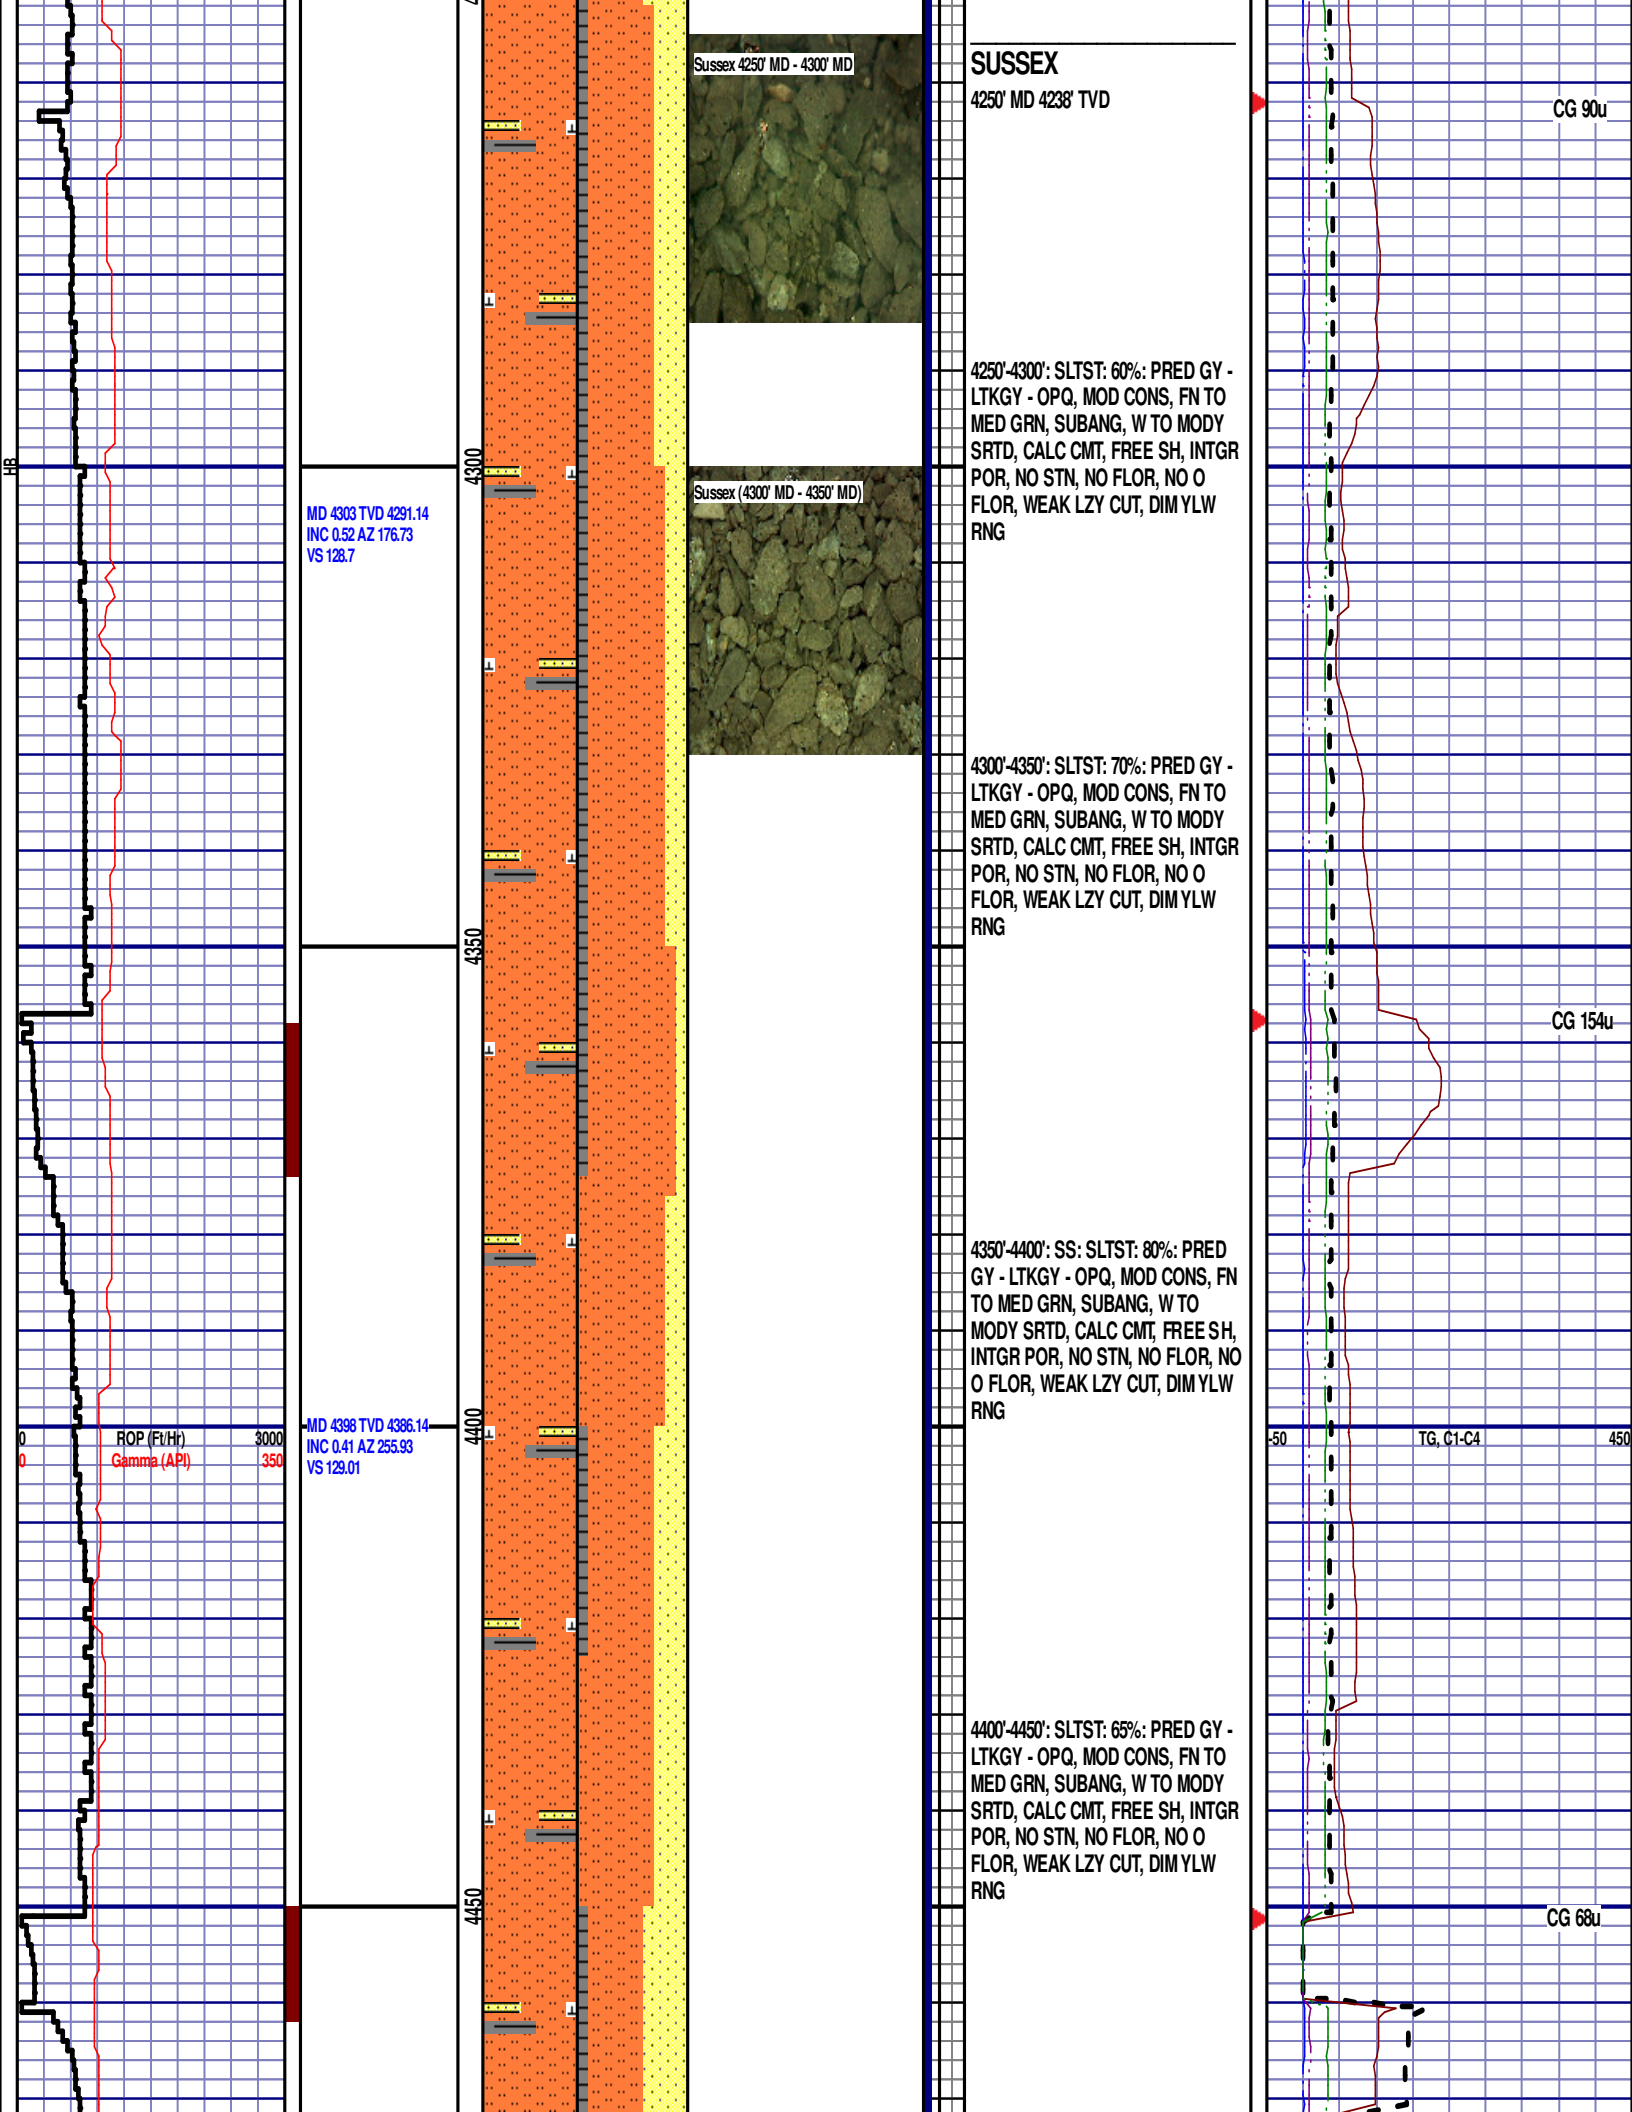 Sussex 4250' MD - 4300' MD
SUSSEX
4250' MD 4238' TVD
CG 90u
4250'-4300': SLTST: 60%: PRED GY -
LTKGY - OPQ, MOD CONS, FN TO
MED GRN, SUBANG, W TO MODY
SRTD, CALC CMT, FREE SH, INTGR
POR, NO STN, NO FLOR, NO O
FLOR, WEAK LZY CUT, DIM YLW
RNG
HB
4300
MD 4303 TVD 4291.14
INC 0.52 AZ 176.73
VS 128.7
Sussex (4300' MD - 4350' MD)
4300'-4350': SLTST: 70%: PRED GY -
LTKGY - OPQ, MOD CONS, FN TO
MED GRN, SUBANG, W TO MODY
SRTD, CALC CMT, FREE SH, INTGR
POR, NO STN, NO FLOR, NO O
FLOR, WEAK LZY CUT, DIM YLW
RNG
4350
CG 154u
4350'-4400': SS: SLTST: 80%: PRED
GY - LTKGY - OPQ, MOD CONS, FN
TO MED GRN, SUBANG, W TO
MODY SRTD, CALC CMT, FREE SH,
INTGR POR, NO STN, NO FLOR, NO
O FLOR, WEAK LZY CUT, DIM YLW
RNG
0 ROP (Ft/Hr) 3000
0 Gamma (API) 350
MD 4398 TVD 4386.14
INC 0.41 AZ 255.93
VS 129.01
4400
-50 TG, C1-C4 450
4400'-4450': SLTST: 65%: PRED GY -
LTKGY - OPQ, MOD CONS, FN TO
MED GRN, SUBANG, W TO MODY
SRTD, CALC CMT, FREE SH, INTGR
POR, NO STN, NO FLOR, NO O
FLOR, WEAK LZY CUT, DIM YLW
RNG
4450
CG 68u